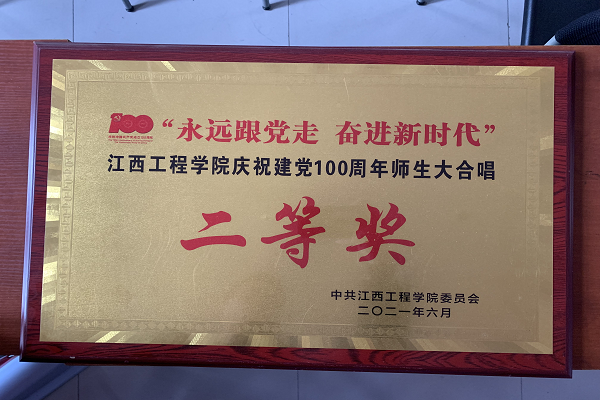 100
“永远跟党走 奋进新时代”
江西工程学院庆祝建党100周年师生大合唱
二等奖
中共江西工程学院委员会
二〇二一年六月